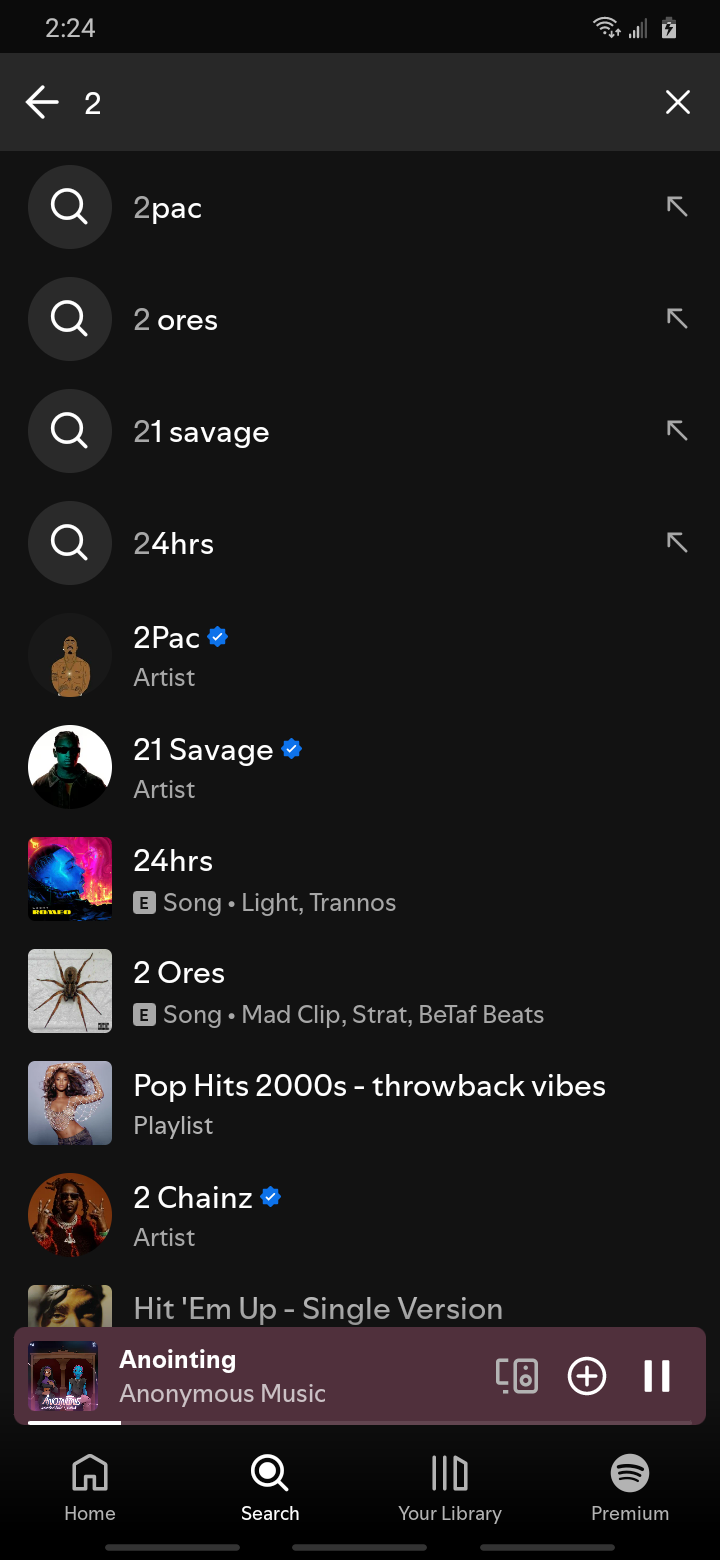 2:24
2
2pac
2 ores
21 savage
24hrs
2Pac
Artist
21 Savage
Artist
24hrs
E Song • Light, Trannos
2 Ores
E Song • Mad Clip, Strat, BeTaf Beats
Pop Hits 2000s - throwback vibes
Playlist
2 Chainz
Artist
Hit 'Em Up - Single Version
Anointing
Anonymous Music
Home
Search
Your Library
Premium